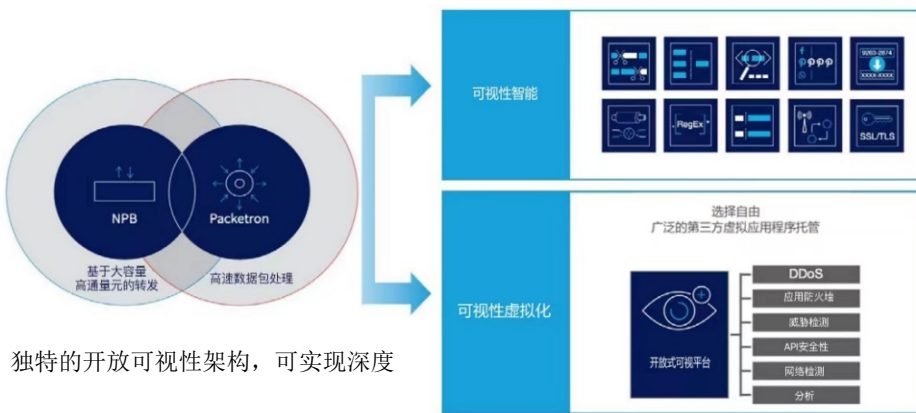 NPB
Packetron
基于大容量
高通量元的转发
高速数据包处理
独特的开放可视性架构，可实现深度
可视性智能
9263-2874
XXXX-XXXX
RegEx
SSL/TLS
可视性虚拟化
选择自由
广泛的第三方虚拟应用程序托管
开放式可视平台
DDoS
应用防火墙
威胁检测
API安全性
网络检测
分析